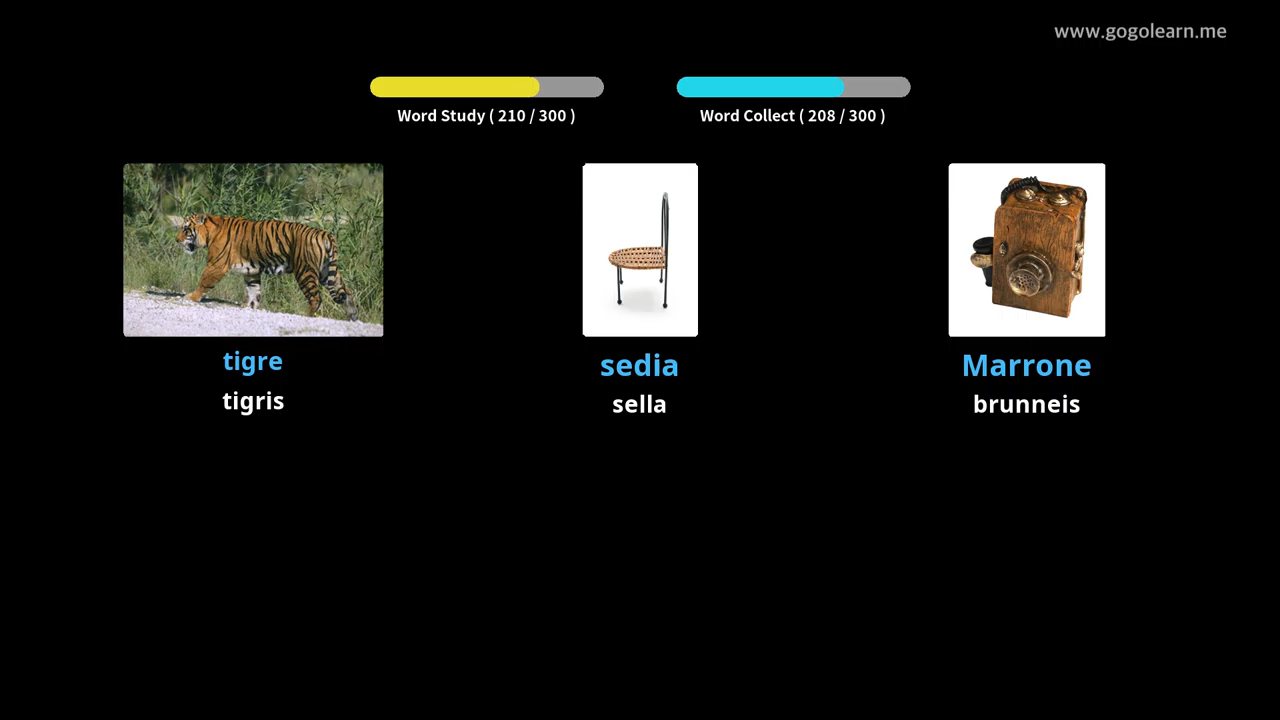 www.gogolearn.me
Word Study ( 210 / 300 )
Word Collect ( 208 / 300 )
tigre
sedia
Marrone
tigris
sella
brunneis